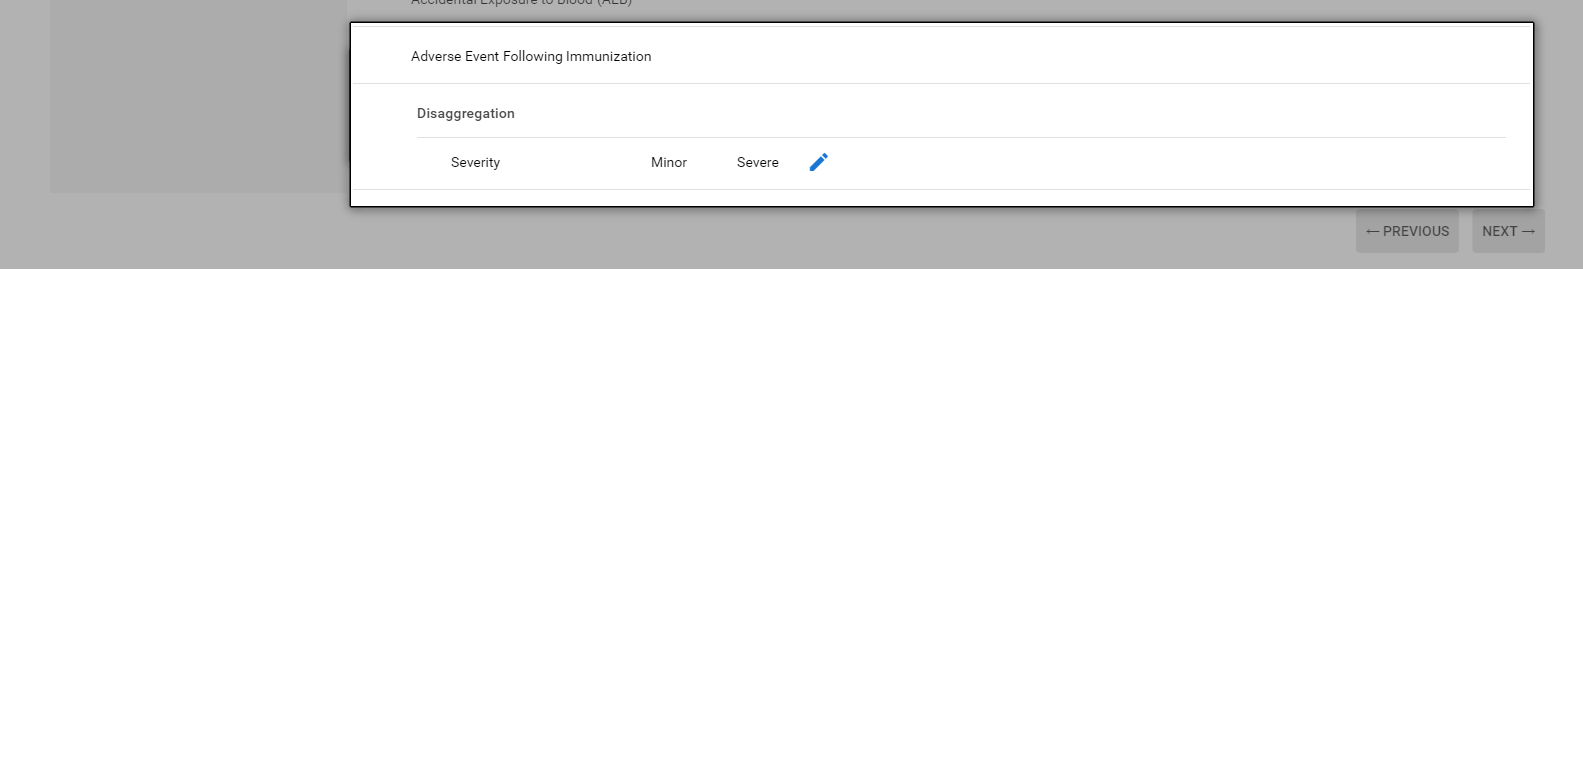 Accidental Exposure to Blood (AEB)
Adverse Event Following Immunization
Disaggregation
Severity Minor Severe
← PREVIOUS NEXT →